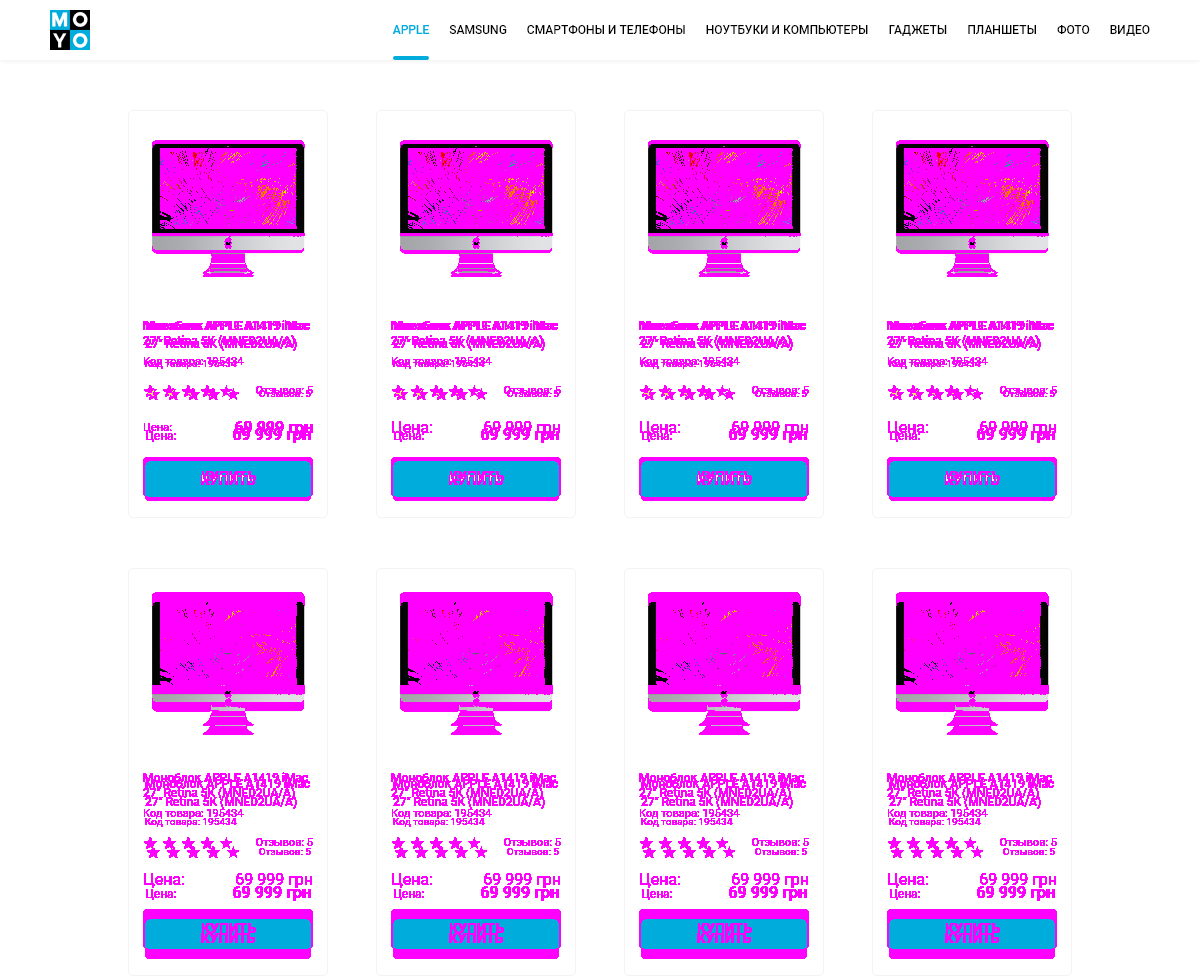 MO
YO
APPLE SAMSUNG СМАРТФОНЫ И ТЕЛЕФОНЫ НОУТБУКИ И КОМПЬЮТЕРЫ ГАДЖЕТЫ ПЛАНШЕТЫ ФОТО ВИДЕО
Моноблок APPLE A1419 iMac Моноблок APPLE A1419 iMac Моноблок APPLE A1419 iMac Моноблок APPLE A1419 iMac
27" Retina 5K (MNED2UA/A) 27" Retina 5K (MNED2UA/A) 27" Retina 5K (MNED2UA/A) 27" Retina 5K (MNED2UA/A)
Код товара: 195434 Код товара: 195434 Код товара: 195434 Код товара: 195434
Отзывов: 5 Отзывов: 5 Отзывов: 5 Отзывов: 5
Цена: 69 999 грн Цена: 69 999 грн Цена: 69 999 грн Цена: 69 999 грн
КУПИТЬ КУПИТЬ КУПИТЬ КУПИТЬ
Моноблок APPLE A1419 iMac Моноблок APPLE A1419 iMac Моноблок APPLE A1419 iMac Моноблок APPLE A1419 iMac
27" Retina 5K (MNED2UA/A) 27" Retina 5K (MNED2UA/A) 27" Retina 5K (MNED2UA/A) 27" Retina 5K (MNED2UA/A)
Код товара: 195434 Код товара: 195434 Код товара: 195434 Код товара: 195434
Отзывов: 5 Отзывов: 5 Отзывов: 5 Отзывов: 5
Цена: 69 999 грн Цена: 69 999 грн Цена: 69 999 грн Цена: 69 999 грн
КУПИТЬ КУПИТЬ КУПИТЬ КУПИТЬ